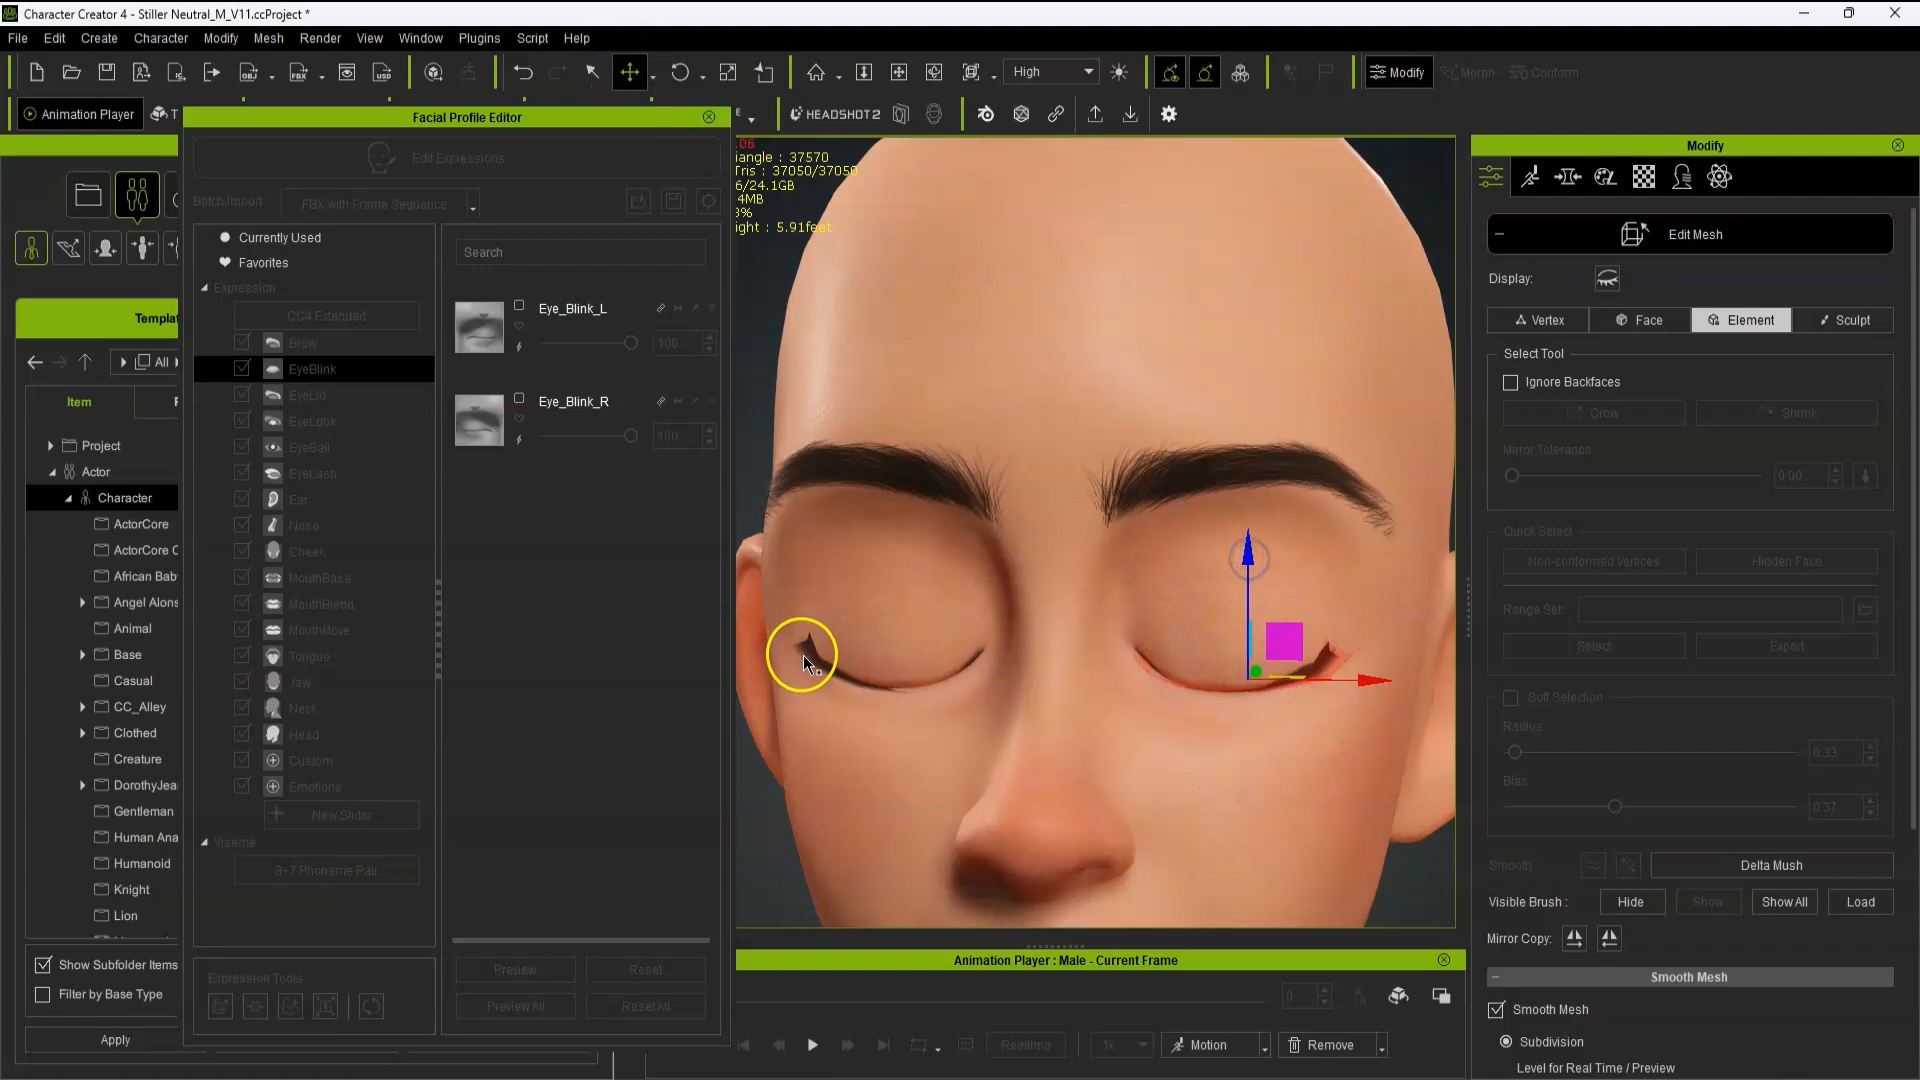 Character Creator 4 - Stiller Neutral_M_V11.ccProject *
File Edit Create Character Modify Mesh Render View Window Plugins Script Help
High
Modify
Morph
Conform
Animation Player
HEADSHOT 2
Facial Profile Editor
Edit Expressions
Batch Import
FBX with Frame Sequence
Currently Used
Favorites
Expression
CC4 Extended
Brow
EyeBlink
EyeLid
EyeLook
EyeBall
EyeLash
Ear
Nose
Cheek
MouthBass
MouthBlend
MouthMove
Tongue
Jaw
Neck
Head
Custom
Emotions
New Slider
Viseme
8+7 Phoneme Pair
Expression Tools
Search
Eye_Blink_L
100
Eye_Blink_R
100
Preview
Reset
Preview All
Reset All
Templa
All
Item
Project
Actor
Character
ActorCore
ActorCore C
African Bab
Angel Alons
Animal
Base
Casual
CC_Alley
Clothed
Creature
DorothyJea
Gentleman
Human Ana
Humanoid
Knight
Lion
Show Subfolder Items
Filter by Base Type
Apply
.06
iangle : 37570
Tris : 37050/37050
6/24.1GB
4MB
ight : 5.91feet
Animation Player : Male - Current Frame
0
Realtime
1x
Motion
Remove
Modify
Edit Mesh
Display:
Vertex
Face
Element
Sculpt
Select Tool
Ignore Backfaces
Grow
Shrink
Mirror Tolerance
0.00
Quick Select
Non-conformed Vertices
Hidden Face
Range Set:
Select
Export
Soft Selection
Radius
0.33
Bias
0.37
Smooth
Delta Mush
Visible Brush :
Hide
Show
Show All
Load
Mirror Copy:
Smooth Mesh
Smooth Mesh
Subdivision
Level for Real Time / Preview